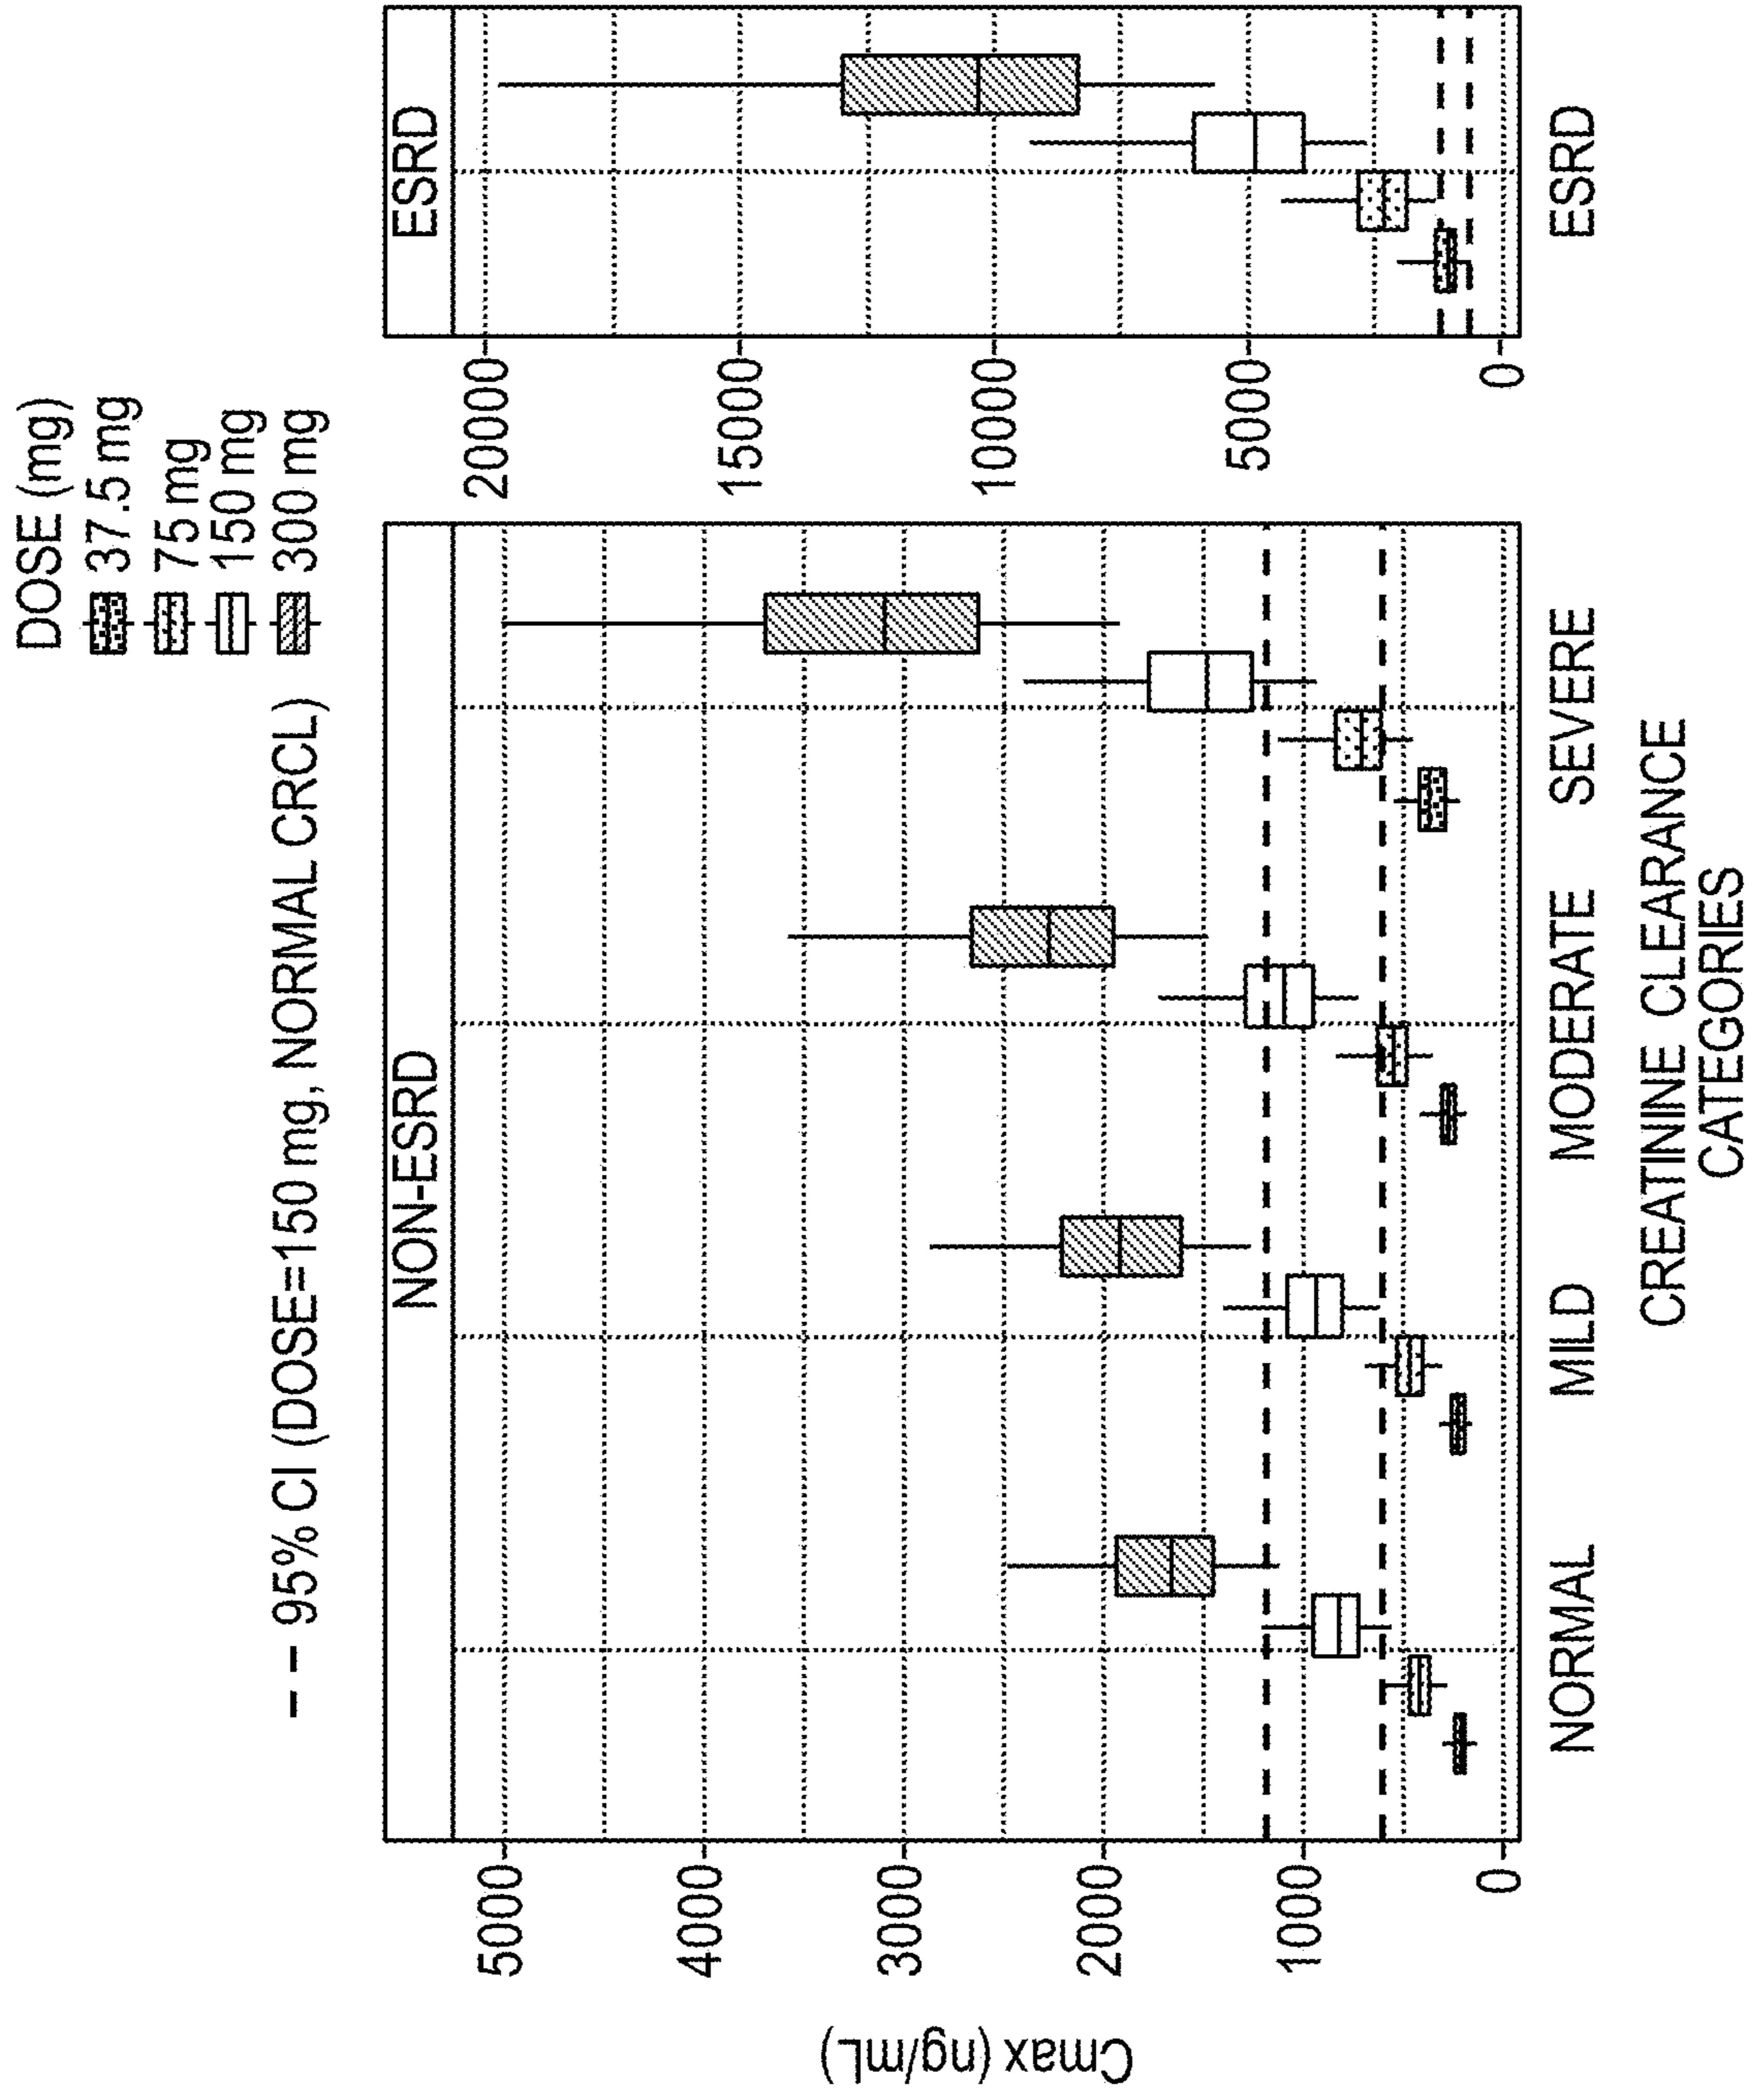 DOSE (mg)
37.5 mg
75 mg
150 mg
300 mg
95% CI (DOSE=150 mg, NORMAL CRCL)
NON-ESRD
ESRD
Cmax (ng/mL)
5000
4000
3000
2000
1000
0
20000
15000
10000
5000
0
NORMAL
MILD
MODERATE
SEVERE
ESRD
CREATININE CLEARANCE
CATEGORIES